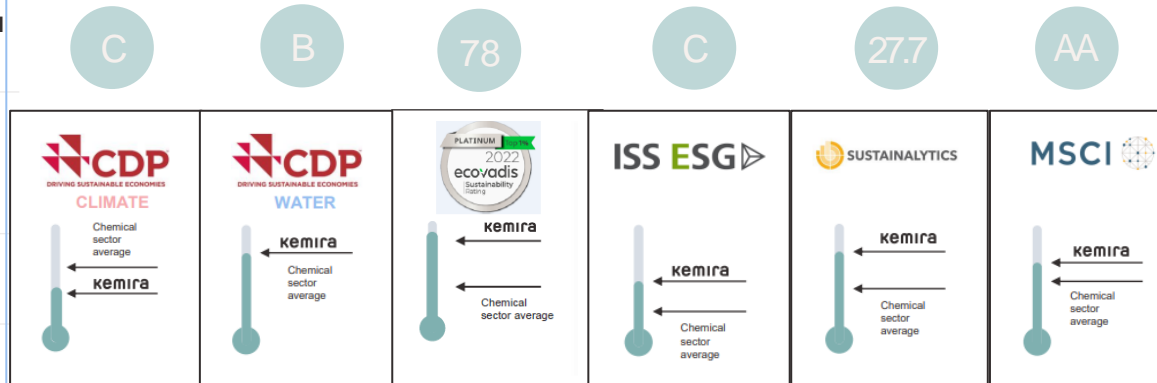 C
B
78
C
27.7
AA
CDP
DRIVING SUSTAINABLE ECONOMIES
CLIMATE
Chemical
sector
average
kemira
CDP
DRIVING SUSTAINABLE ECONOMIES
WATER
kemira
Chemical
sector
average
PLATINUM
Top 1%
2022
ecovadis
Sustainability
Rating
kemira
Chemical
sector average
ISS ESG
kemira
Chemical
sector
average
SUSTAINALYTICS
kemira
Chemical
sector
average
MSCI
kemira
Chemical
sector
average